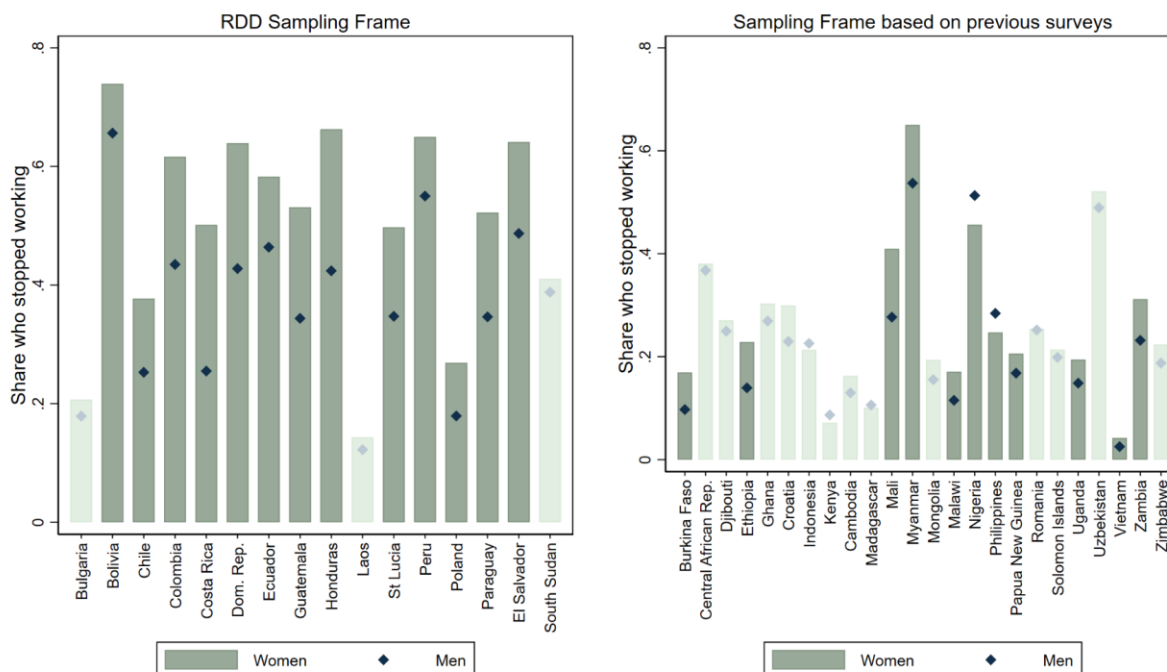 RDD Sampling Frame
Share who stopped working
.8
.6
.4
.2
0
Bulgaria
Bolivia
Chile
Colombia
Costa Rica
Dom. Rep.
Ecuador
Guatemala
Honduras
Laos
St Lucia
Peru
Poland
Paraguay
El Salvador
South Sudan
Women
Men
Sampling Frame based on previous surveys
Share who stopped working
.8
.6
.4
.2
0
Burkina Faso
Central African Rep.
Djibouti
Ethiopia
Ghana
Croatia
Indonesia
Kenya
Cambodia
Madagascar
Mali
Myanmar
Mongolia
Malawi
Nigeria
Philippines
Papua New Guinea
Romania
Solomon Islands
Uganda
Uzbekistan
Vietnam
Zambia
Zimbabwe
Women
Men